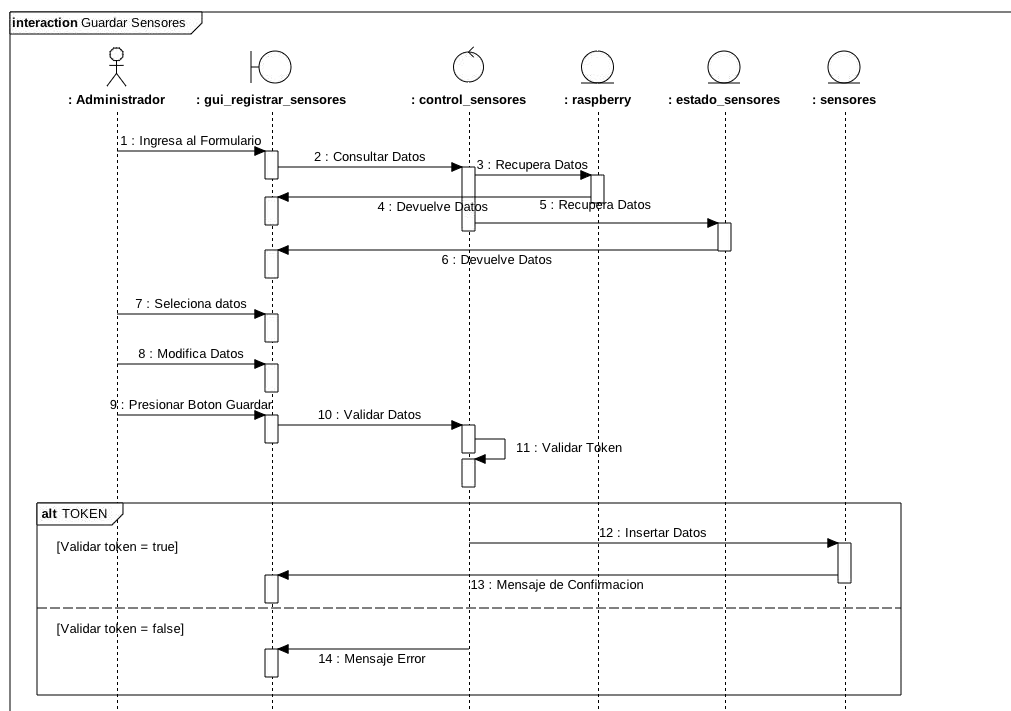 interaction Guardar Sensores
: Administrador
: gui_registrar_sensores
: control_sensores
: raspberry
: estado_sensores
: sensores
1 : Ingresa al Formulario
2 : Consultar Datos
3 : Recupera Datos
4 : Devuelve Datos
5 : Recupera Datos
6 : Devuelve Datos
7 : Seleciona datos
8 : Modifica Datos
9 : Presionar Boton Guardar
10 : Validar Datos
11 : Validar Token
alt TOKEN
12 : Insertar Datos
[Validar token = true]
13 : Mensaje de Confirmacion
[Validar token = false]
14 : Mensaje Error